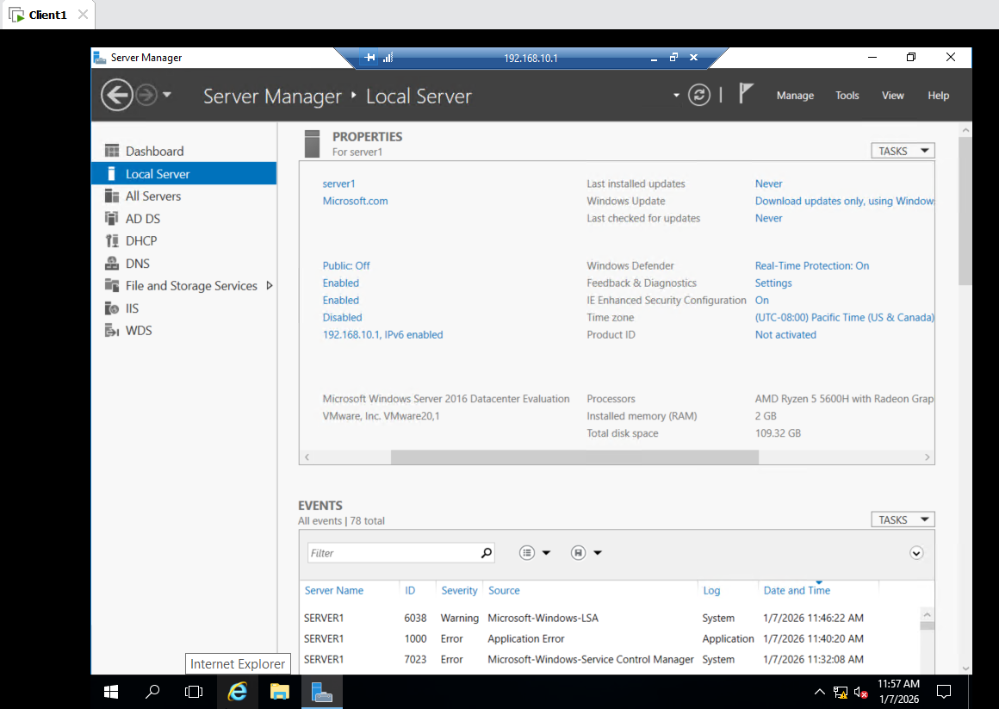 Client1
Server Manager
192.168.10.1
Server Manager ‣ Local Server
Manage Tools View Help
Dashboard
Local Server
All Servers
AD DS
DHCP
DNS
File and Storage Services
IIS
WDS
PROPERTIES
For server1
TASKS
server1 Last installed updates Never
Microsoft.com Windows Update Download updates only, using Windows
Last checked for updates Never
Public: Off Windows Defender Real-Time Protection: On
Enabled Feedback & Diagnostics Settings
Enabled IE Enhanced Security Configuration On
Disabled Time zone (UTC-08:00) Pacific Time (US & Canada)
192.168.10.1, IPv6 enabled Product ID Not activated
Microsoft Windows Server 2016 Datacenter Evaluation Processors AMD Ryzen 5 5600H with Radeon Grap
VMware, Inc. VMware20,1 Installed memory (RAM) 2 GB
Total disk space 109.32 GB
EVENTS
All events | 78 total
TASKS
Filter
Server Name ID Severity Source Log Date and Time
SERVER1 6038 Warning Microsoft-Windows-LSA System 1/7/2026 11:46:22 AM
SERVER1 1000 Error Application Error Application 1/7/2026 11:40:20 AM
SERVER1 7023 Error Microsoft-Windows-Service Control Manager System 1/7/2026 11:32:08 AM
Internet Explorer
11:57 AM
1/7/2026